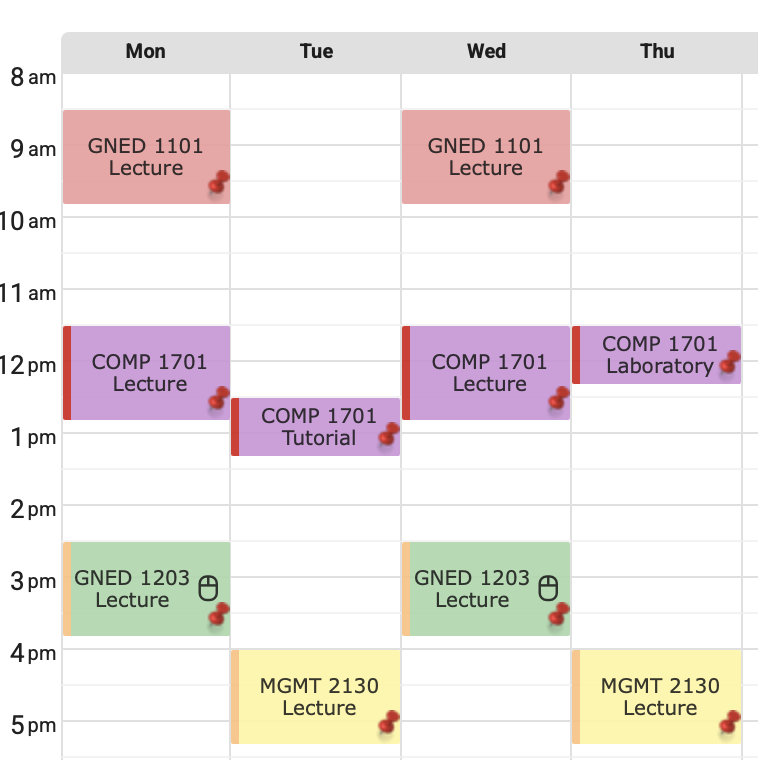 Mon Tue Wed Thu
8 am
GNED 1101
Lecture
GNED 1101
Lecture
9 am
10 am
11 am
COMP 1701
Lecture
COMP 1701
Lecture
COMP 1701
Laboratory
12 pm
COMP 1701
Tutorial
1 pm
2 pm
GNED 1203
Lecture
GNED 1203
Lecture
3 pm
4 pm
MGMT 2130
Lecture
MGMT 2130
Lecture
5 pm